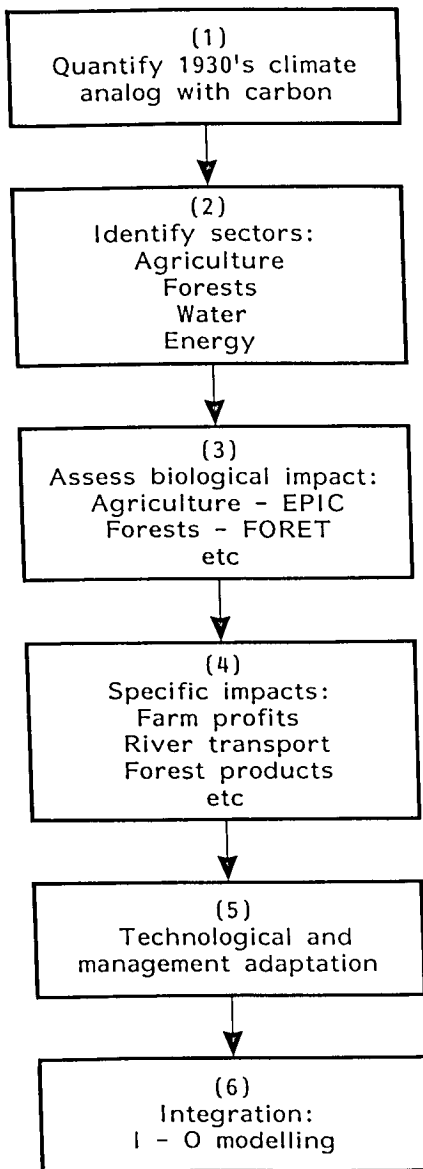 (1)
Quantify 1930's climate
analog with carbon
(2)
Identify sectors:
Agriculture
Forests
Water
Energy
(3)
Assess biological impact:
Agriculture - EPIC
Forests - FORET
etc
(4)
Specific impacts:
Farm profits
River transport
Forest products
etc
(5)
Technological and
management adaptation
(6)
Integration:
I - O modelling